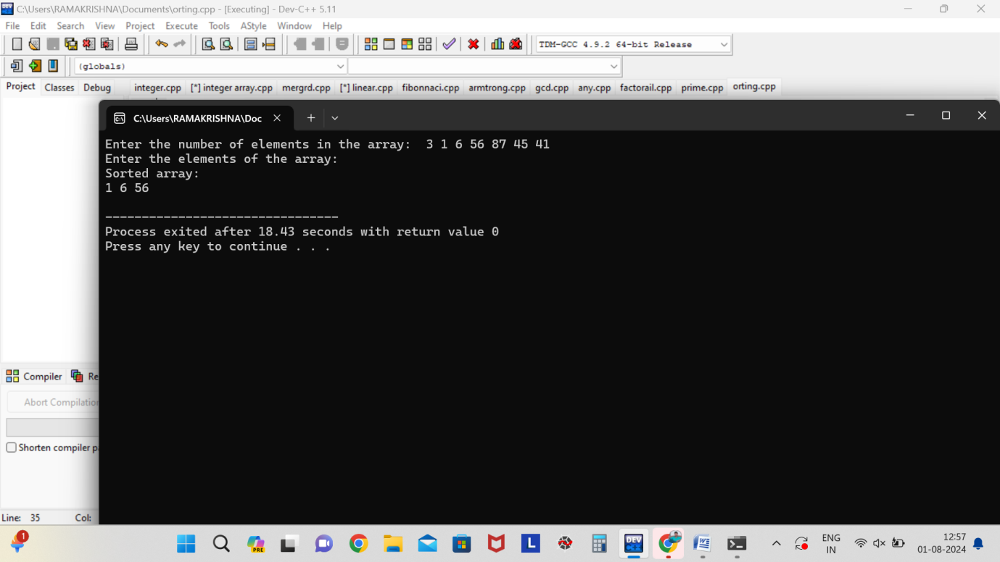 C:\Users\RAMAKRISHNA\Documents\orting.cpp - [Executing] - Dev-C++ 5.11
File Edit Search View Project Execute Tools AStyle Window Help
TDM-GCC 4.9.2 64-bit Release
(globals)
Project Classes Debug integer.cpp [*] integer array.cpp mergrd.cpp [*] linear.cpp fibonnaci.cpp armtrong.cpp gcd.cpp any.cpp factorail.cpp prime.cpp orting.cpp
C:\Users\RAMAKRISHNA\Doc
Enter the number of elements in the array:  3 1 6 56 87 45 41
Enter the elements of the array:
Sorted array:
1 6 56
--------------------------------
Process exited after 18.43 seconds with return value 0
Press any key to continue . . .
Compiler Re
Abort Compilation
Shorten compiler p
Line: 35 Col:
1
PRE
L
DEV C++
W
ENG
IN
12:57
01-08-2024